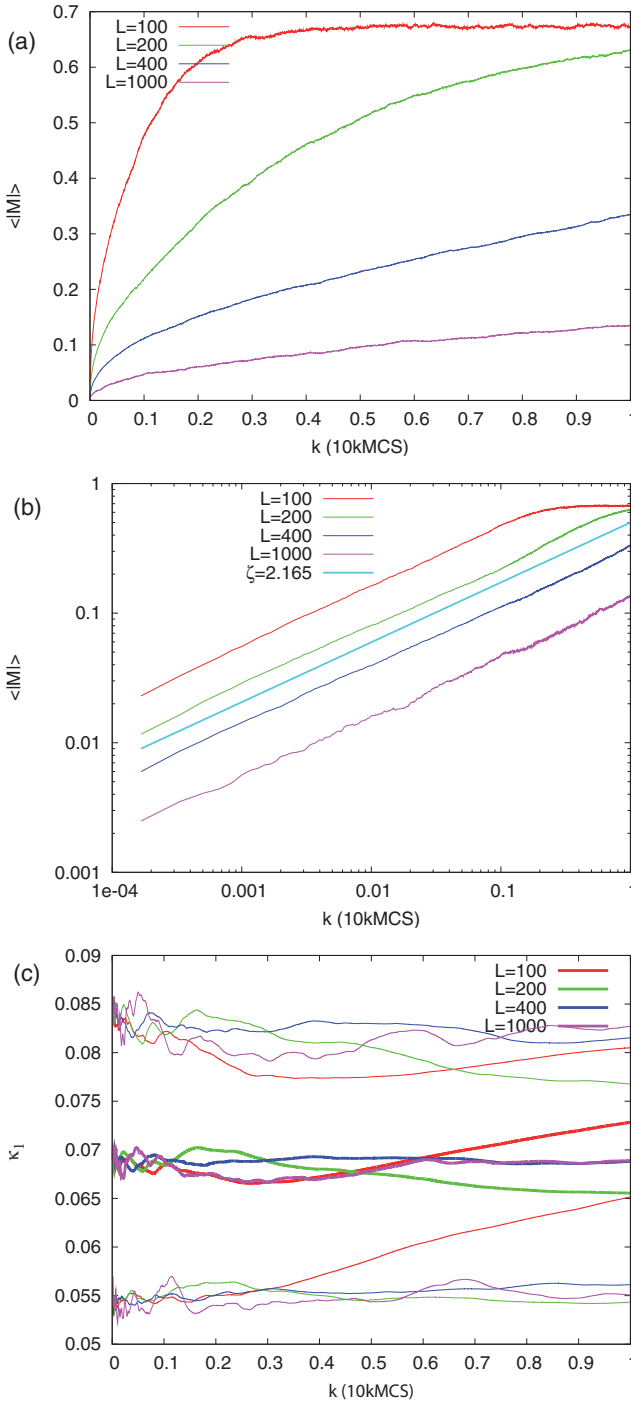 (a)
L=100
L=200
L=400
L=1000
0.7
0.6
0.5
0.4
0.3
0.2
0.1
0
<|M|>
0 0.1 0.2 0.3 0.4 0.5 0.6 0.7 0.8 0.9 1
k (10kMCS)
(b)
L=100
L=200
L=400
L=1000
ζ=2.165
1
0.1
0.01
0.001
<|M|>
1e-04 0.001 0.01 0.1 1
k (10kMCS)
(c)
L=100
L=200
L=400
L=1000
0.09
0.085
0.08
0.075
0.07
0.065
0.06
0.055
0.05
κ1
0 0.1 0.2 0.3 0.4 0.5 0.6 0.7 0.8 0.9 1
k (10kMCS)